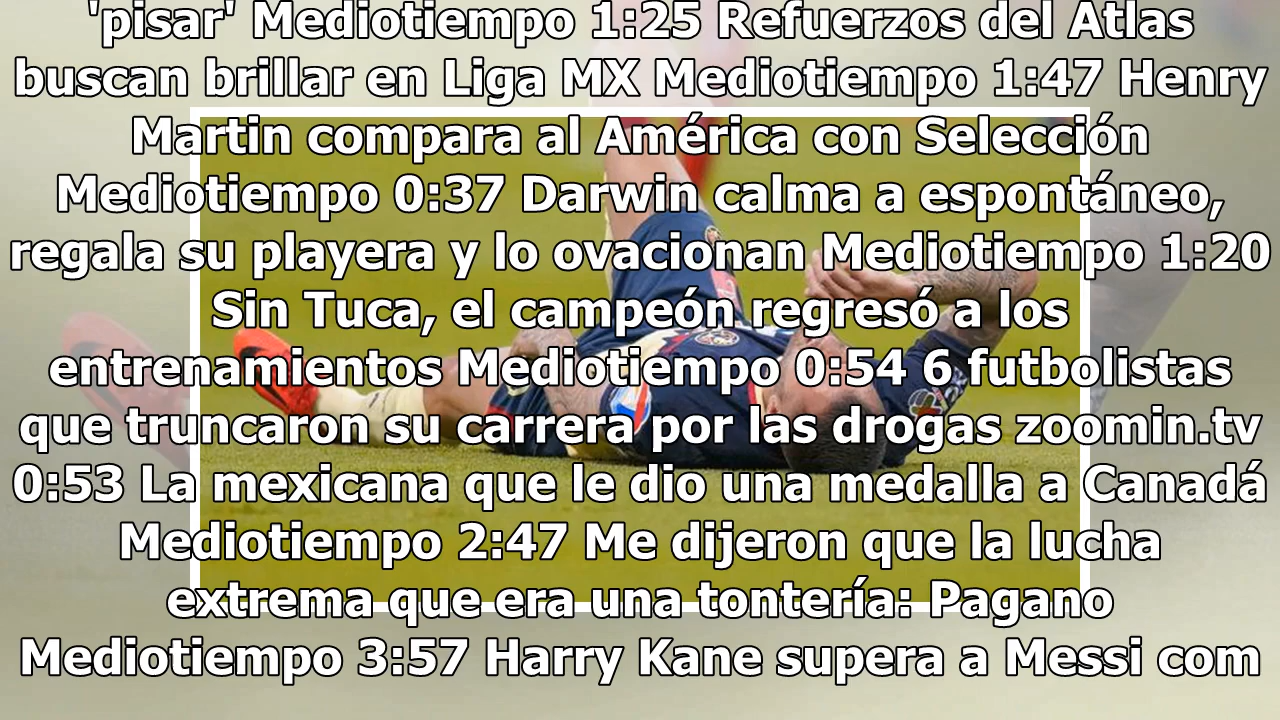 'pisar' Mediotiempo 1:25 Refuerzos del Atlas
buscan brillar en Liga MX Mediotiempo 1:47 Henry
Martin compara al América con Selección
Mediotiempo 0:37 Darwin calma a espontáneo,
regala su playera y lo ovacionan Mediotiempo 1:20
Sin Tuca, el campeón regresó a los
entrenamientos Mediotiempo 0:54 6 futbolistas
que truncaron su carrera por las drogas zoomin.tv
0:53 La mexicana que le dio una medalla a Canadá
Mediotiempo 2:47 Me dijeron que la lucha
extrema que era una tontería: Pagano
Mediotiempo 3:57 Harry Kane supera a Messi com